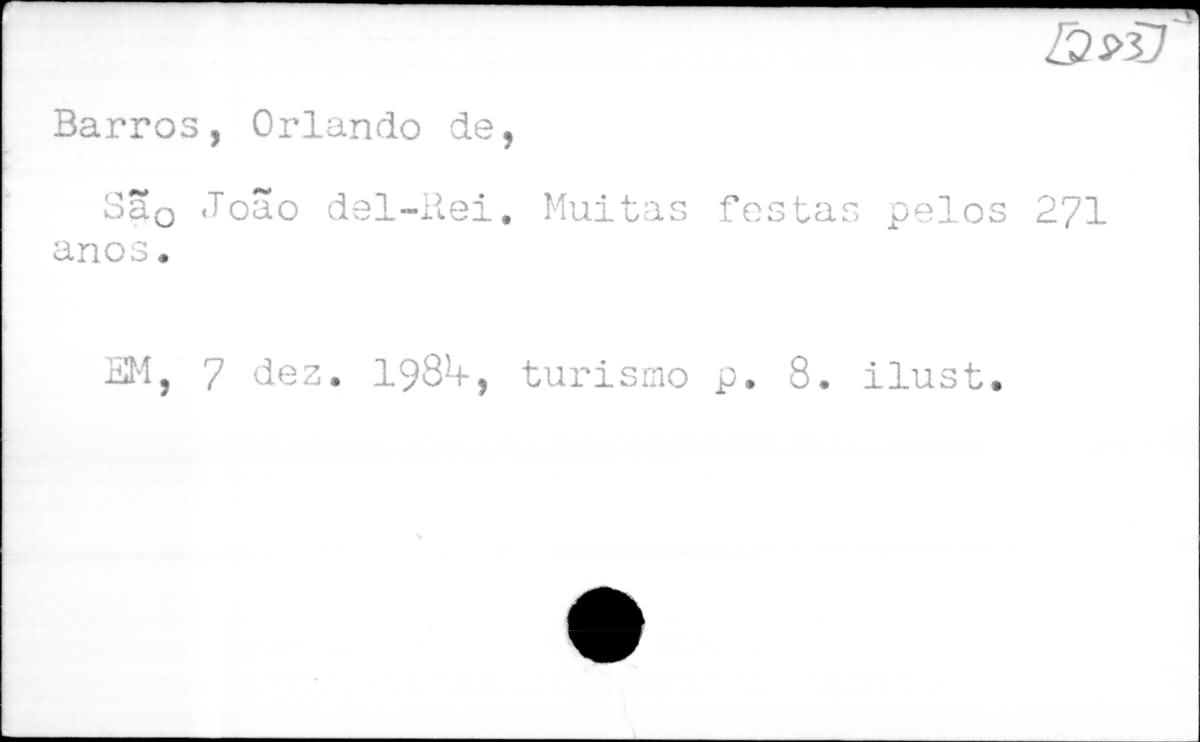 [283]
Barros, Orlando de,
São João del-Rei. Muitas festas pelos 271
anos.
EM, 7 dez. 1984, turismo p. 8. ilust.